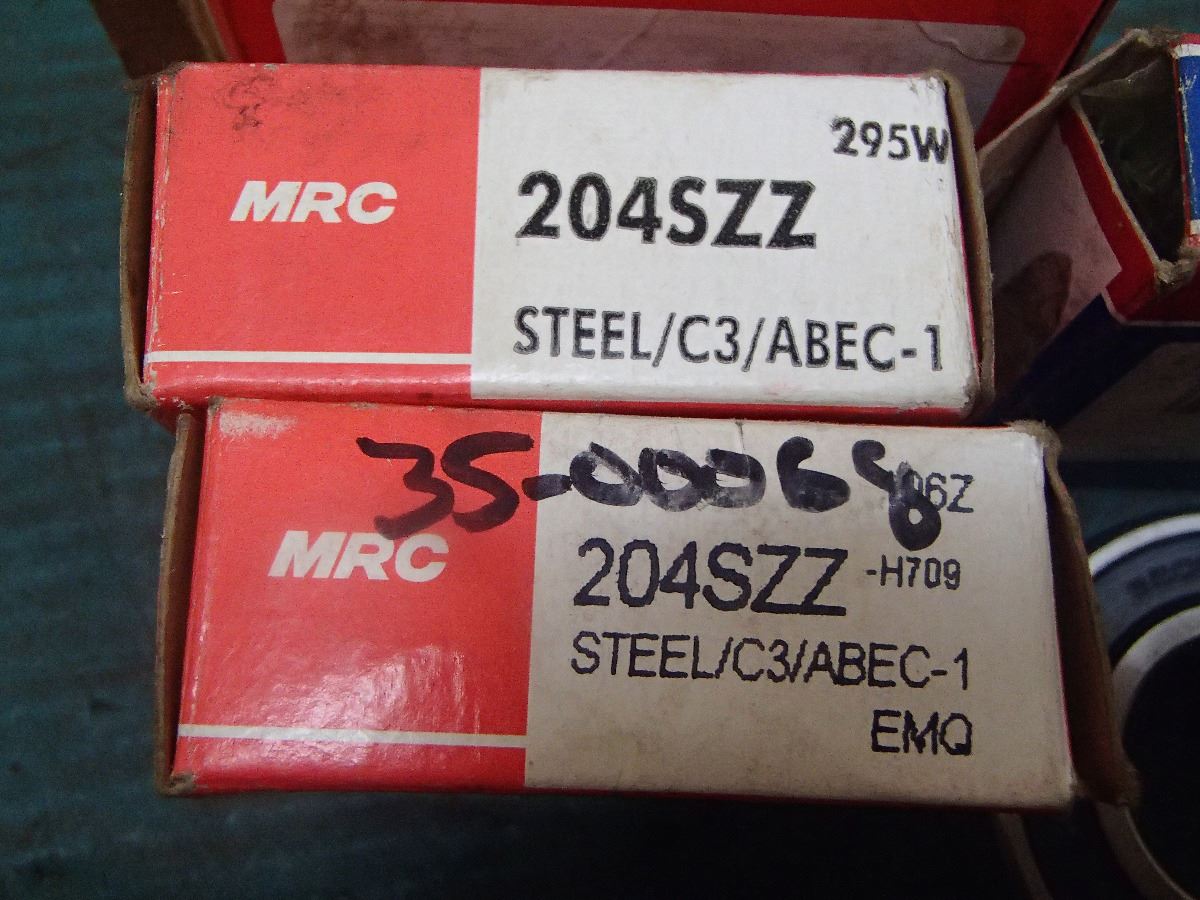 295W
MRC
204SZZ
STEEL/C3/ABEC-1
35-00068
MRC
204SZZ -H709
STEEL/C3/ABEC-1
EMQ